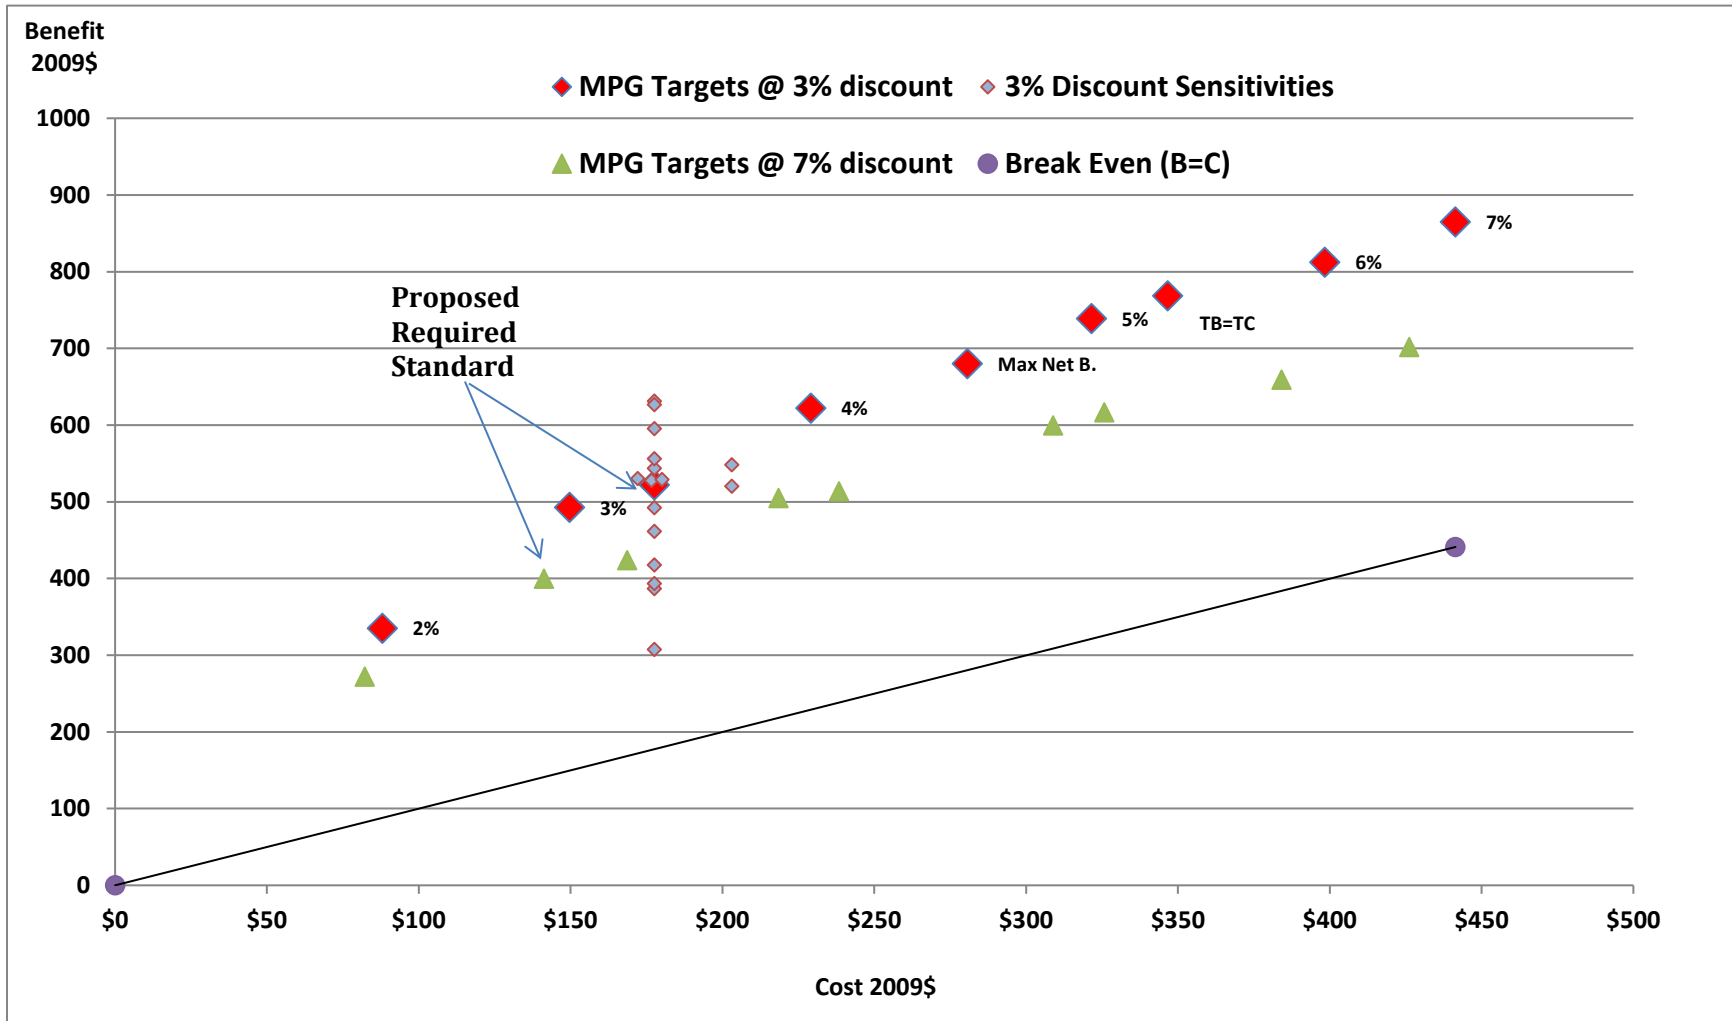 Benefit
2009$
MPG Targets @ 3% discount
3% Discount Sensitivities
MPG Targets @ 7% discount
Break Even (B=C)
1000
900
800
700
600
500
400
300
200
100
0
Proposed
Required
Standard
2%
3%
4%
Max Net B.
5%
TB=TC
6%
7%
$0
$50
$100
$150
$200
$250
$300
$350
$400
$450
$500
Cost 2009$